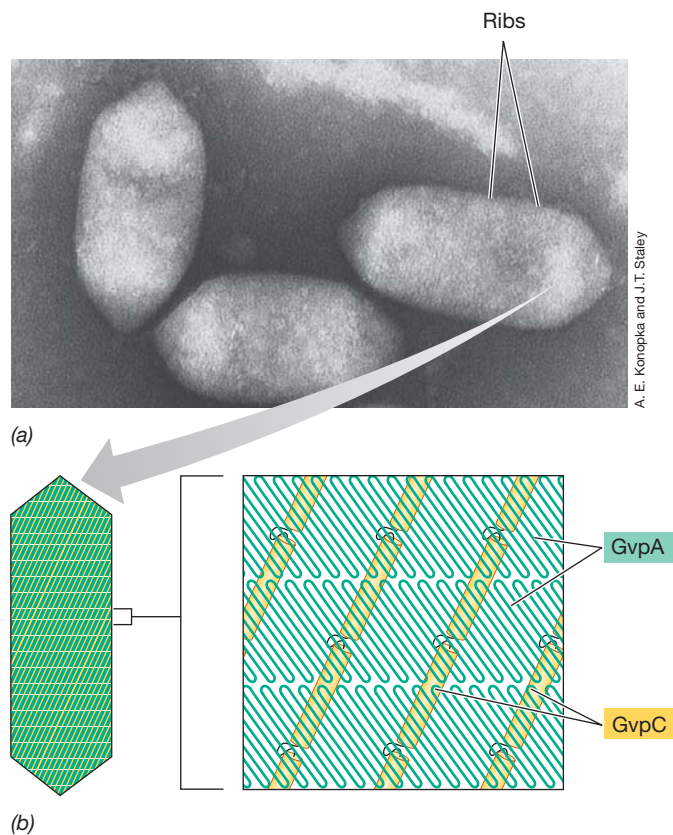 Ribs
A. E. Konopka and J.T. Staley
(a)
GvpA
GvpC
(b)